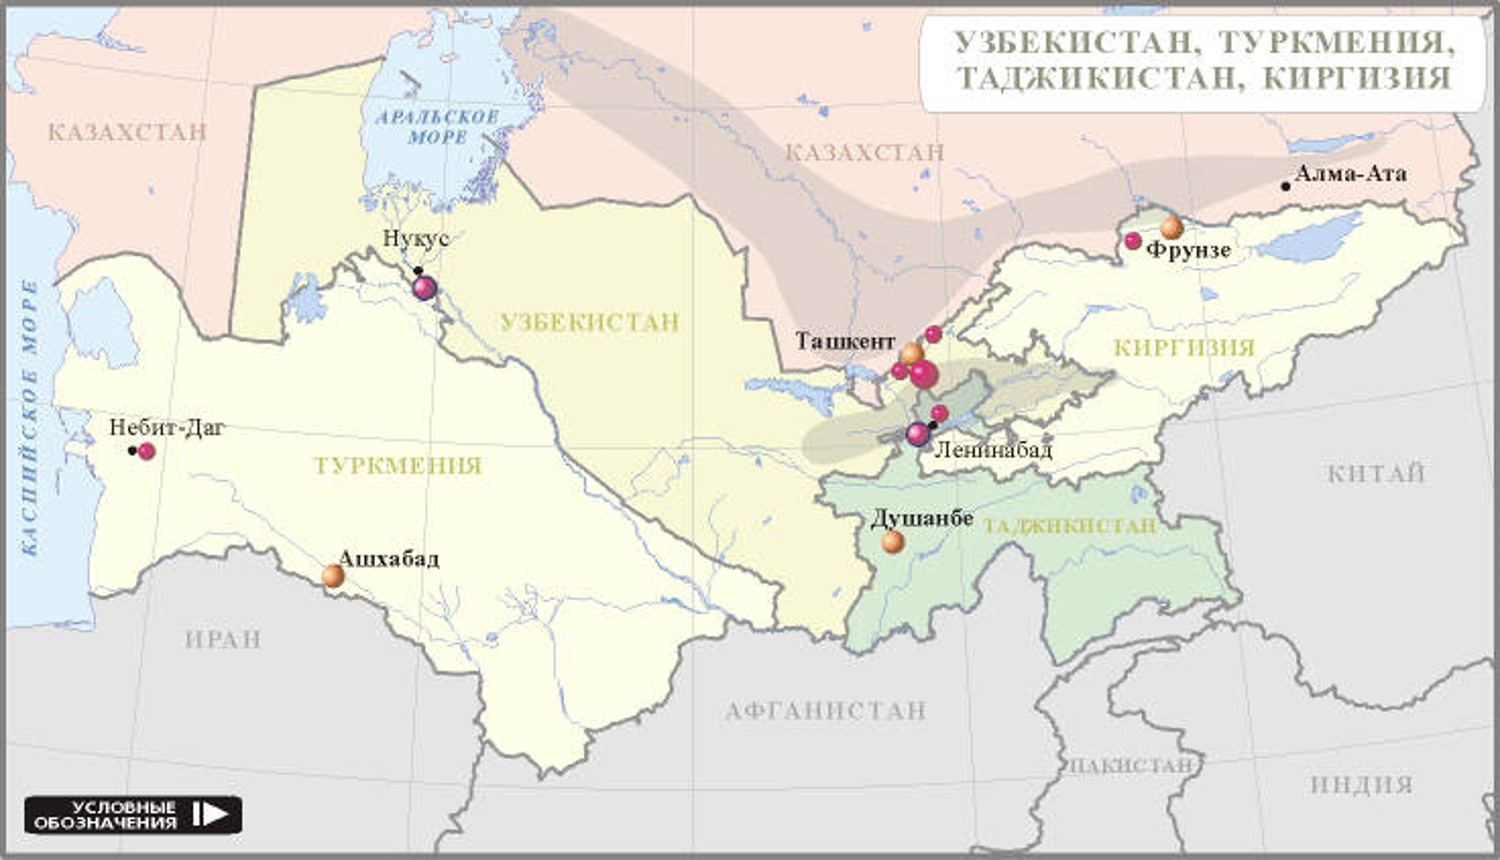 УЗБЕКИСТАН, ТУРКМЕНИЯ,
ТАДЖИКИСТАН, КИРГИЗИЯ
КАЗАХСТАН
АРАЛЬСКОЕ
МОРЕ
КАЗАХСТАН
Алма-Ата
Нукус
Фрунзе
КАСПИЙСКОЕ МОРЕ
УЗБЕКИСТАН
Ташкент
КИРГИЗИЯ
Небит-Даг
ТУРКМЕНИЯ
Ленинабад
КИТАЙ
Душанбе
ТАДЖИКИСТАН
Ашхабад
ИРАН
АФГАНИСТАН
ПАКИСТАН
ИНДИЯ
УСЛОВНЫЕ
ОБОЗНАЧЕНИЯ